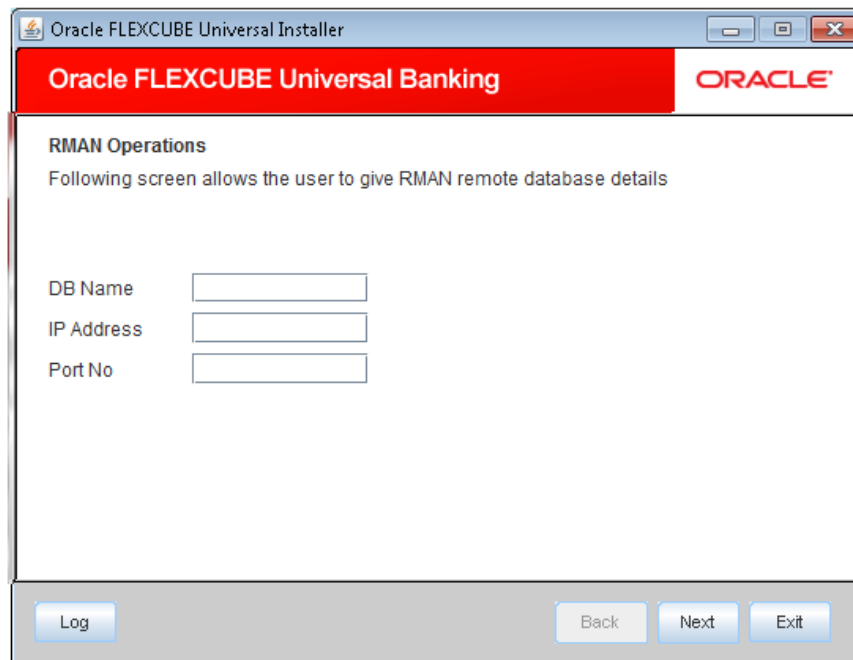 Oracle FLEXCUBE Universal Installer
Oracle FLEXCUBE Universal Banking
ORACLE
RMAN Operations
Following screen allows the user to give RMAN remote database details
DB Name
IP Address
Port No
Log
Back
Next
Exit